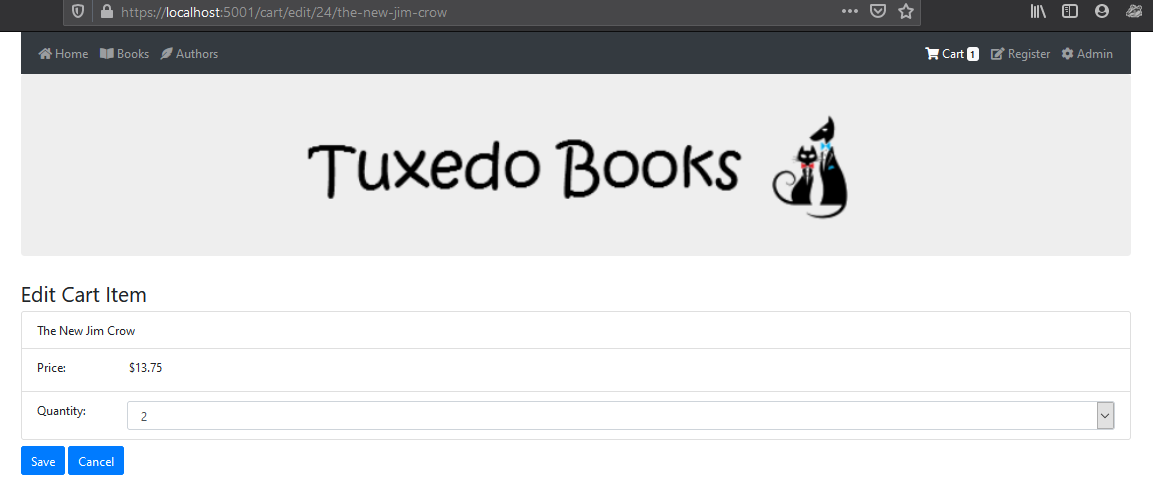 https://localhost:5001/cart/edit/24/the-new-jim-crow
Home Books Authors Cart 1 Register Admin
Tuxedo Books
Edit Cart Item
The New Jim Crow
Price: $13.75
Quantity: 2
Save Cancel